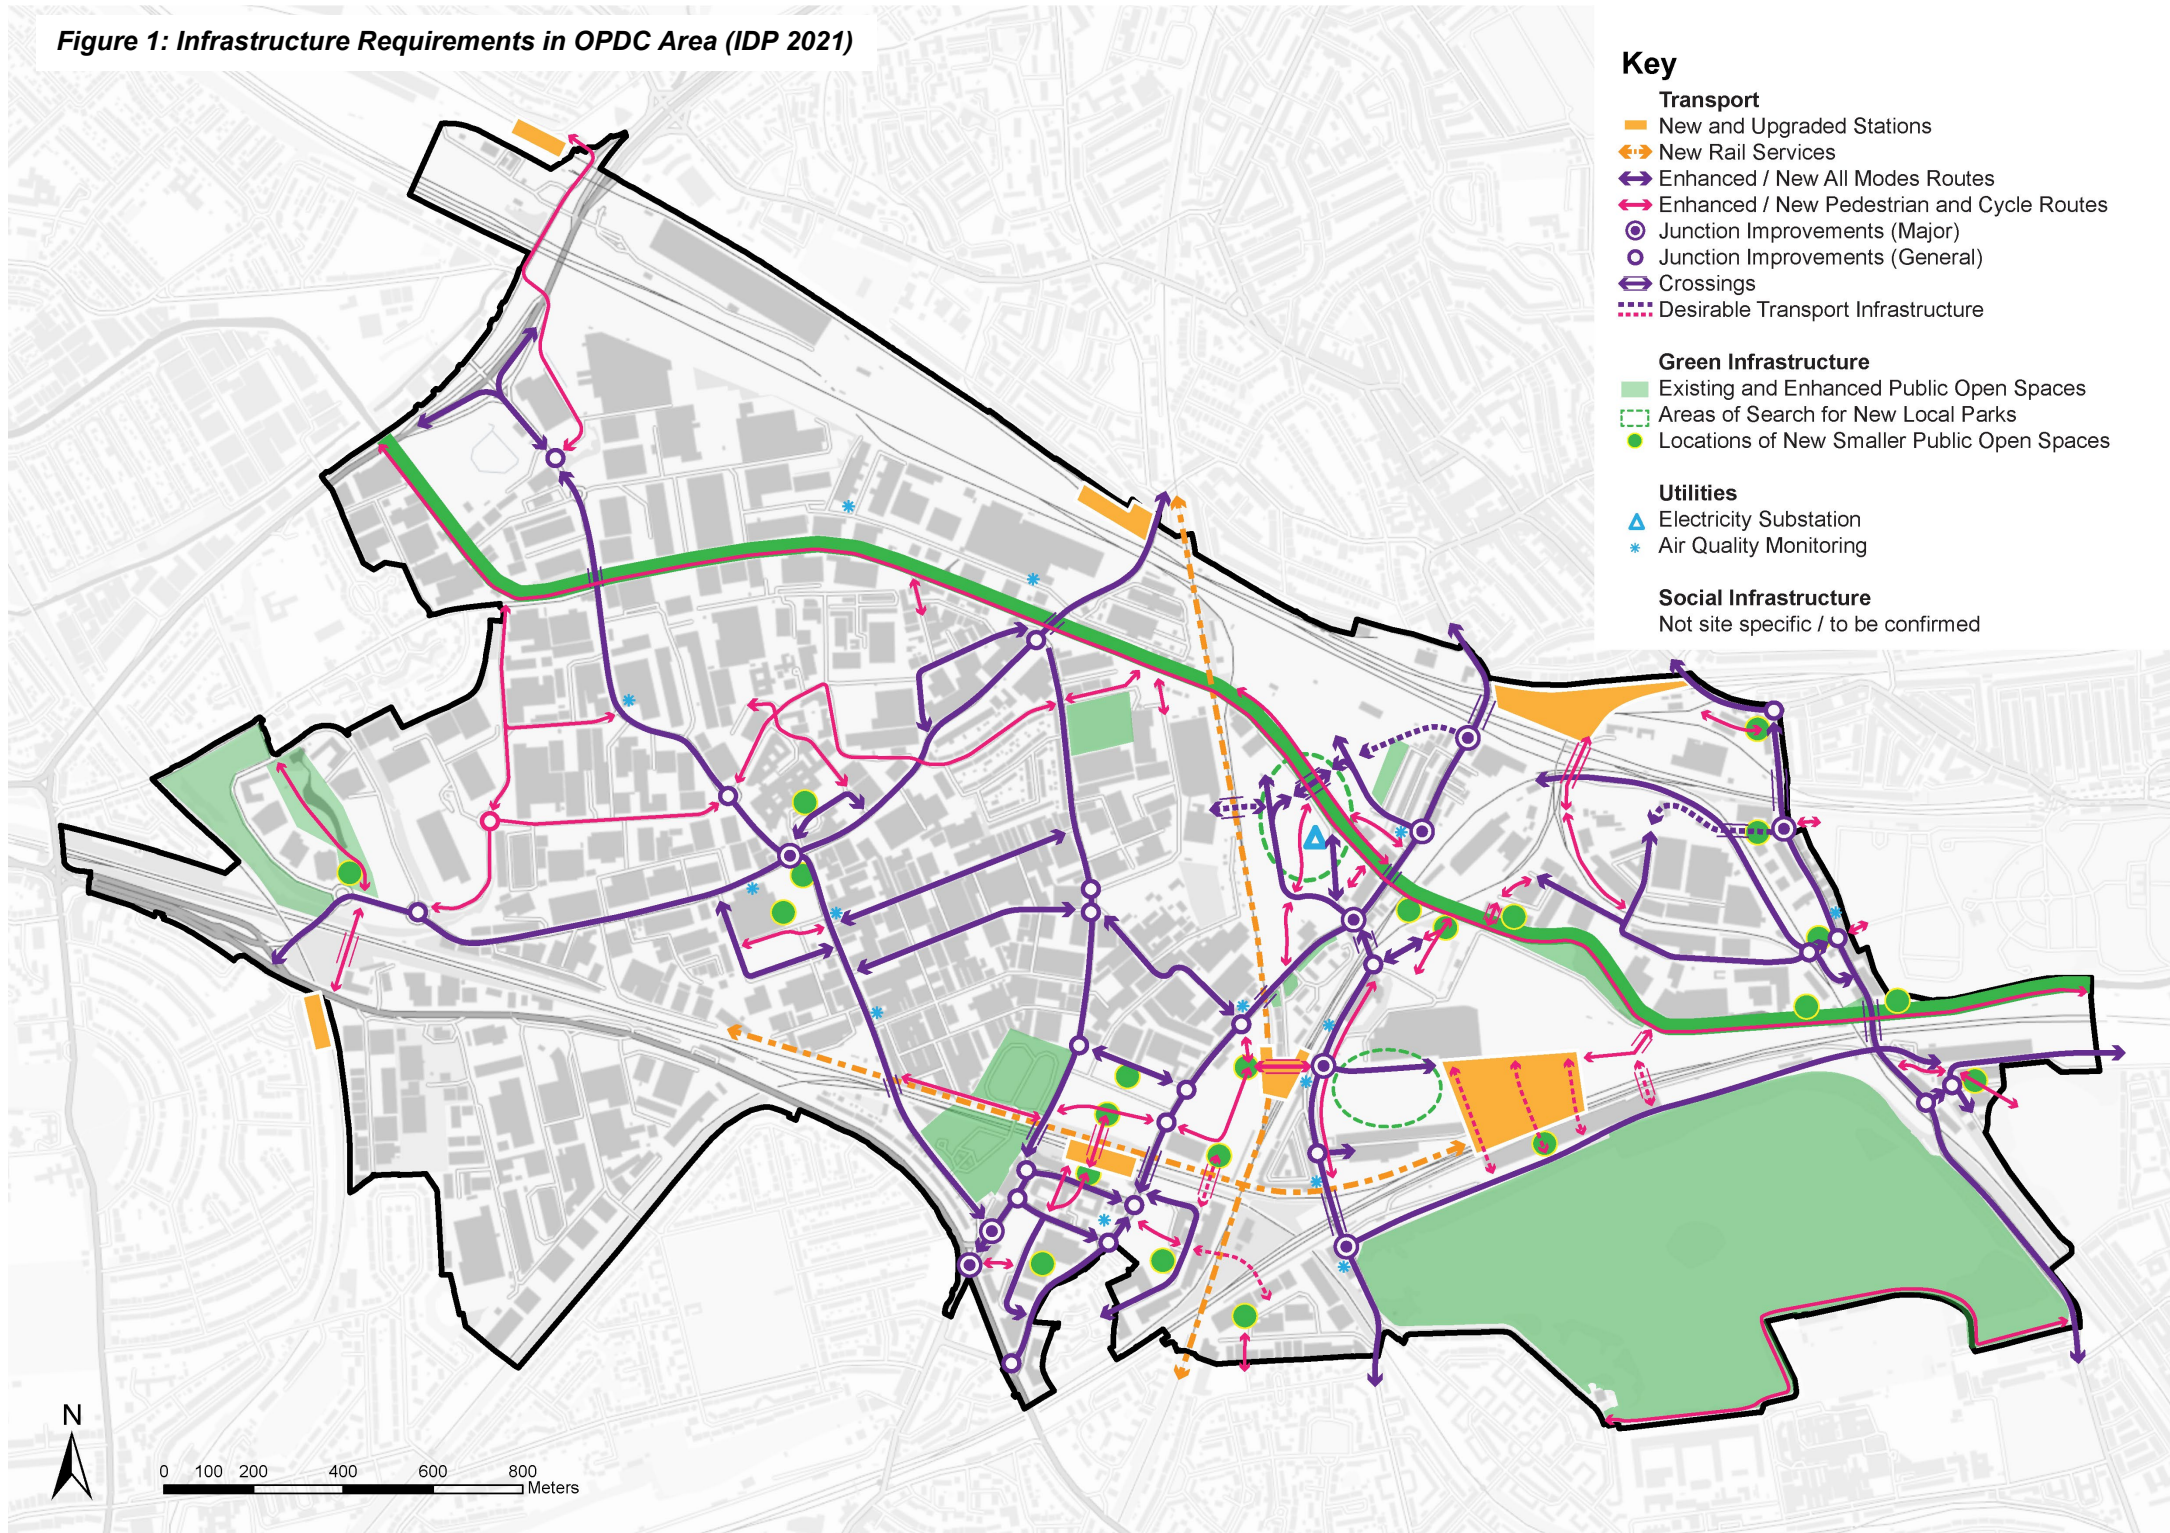 Figure 1: Infrastructure Requirements in OPDC Area (IDP 2021)
Key
Transport
New and Upgraded Stations
New Rail Services
Enhanced / New All Modes Routes
Enhanced / New Pedestrian and Cycle Routes
Junction Improvements (Major)
Junction Improvements (General)
Crossings
Desirable Transport Infrastructure
Green Infrastructure
Existing and Enhanced Public Open Spaces
Areas of Search for New Local Parks
Locations of New Smaller Public Open Spaces
Utilities
Electricity Substation
Air Quality Monitoring
Social Infrastructure
Not site specific / to be confirmed
N
0 100 200 400 600 800
Meters